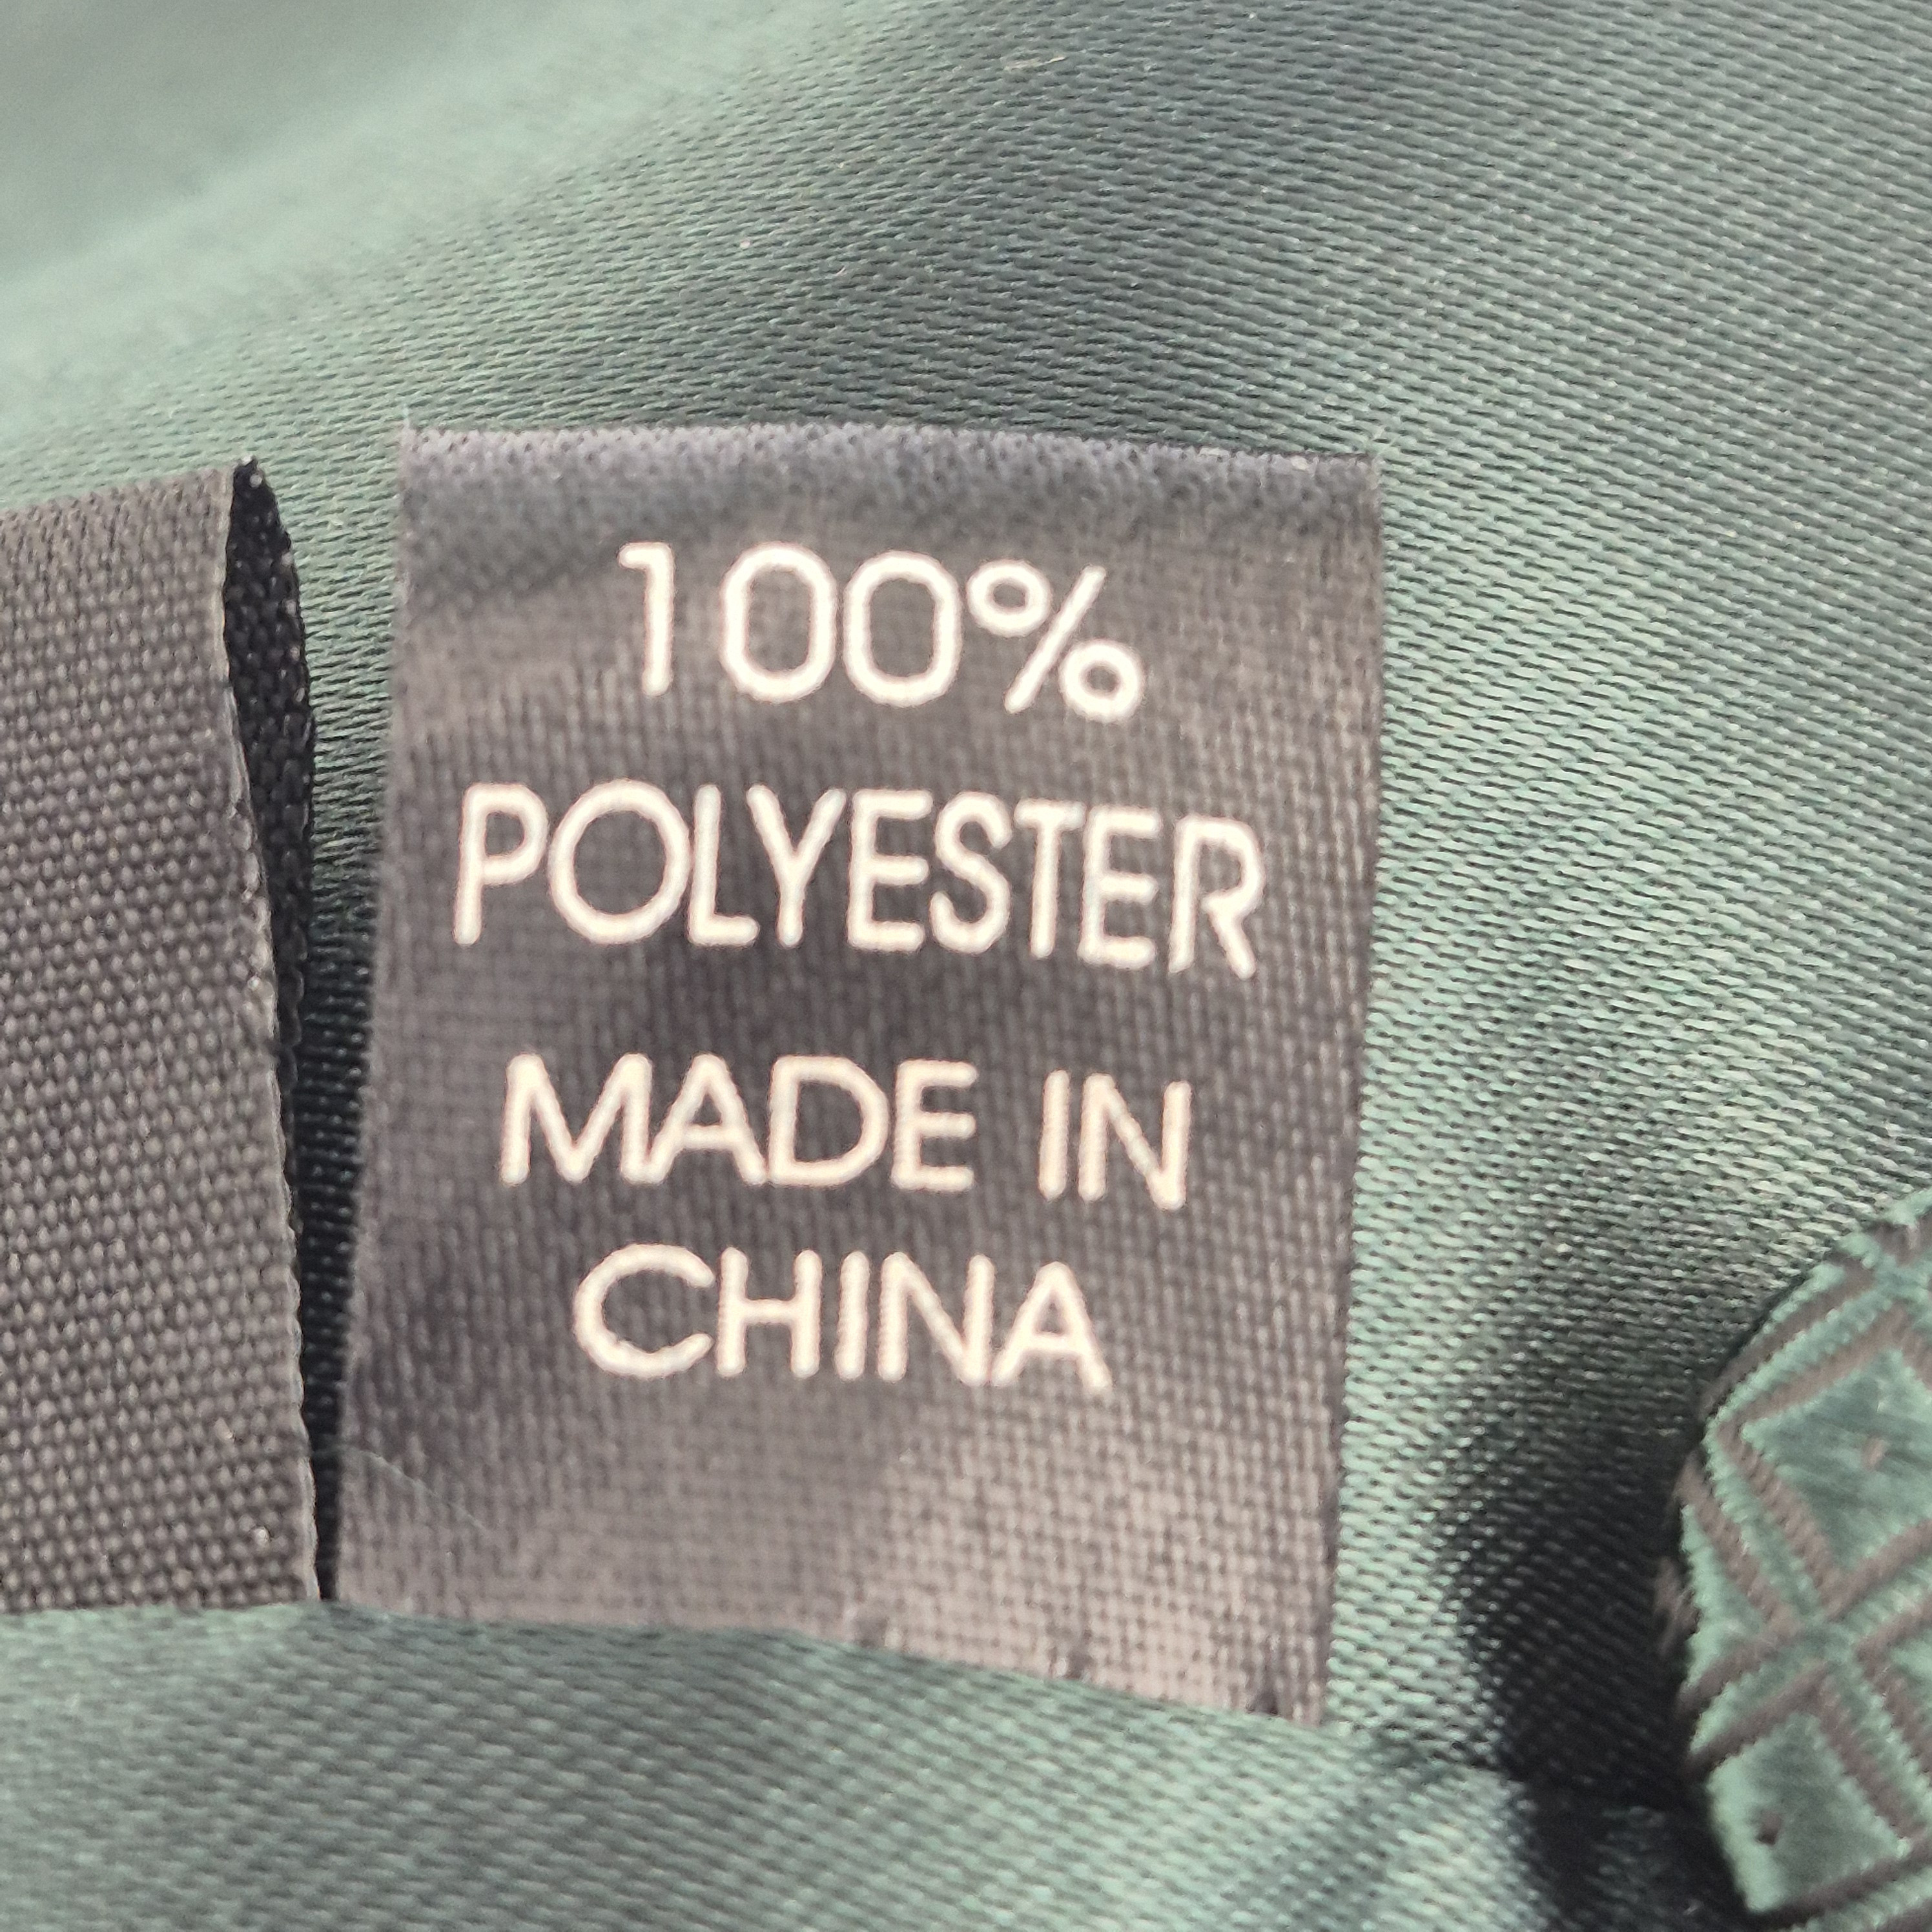 100%
POLYESTER
MADE IN
CHINA